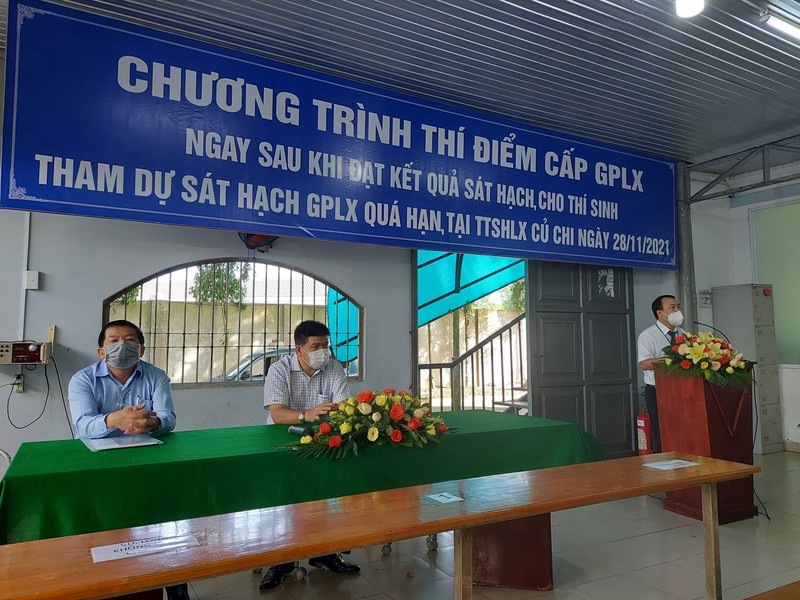 CHƯƠNG TRÌNH THÍ ĐIỂM CẤP GPLX
NGAY SAU KHI ĐẠT KẾT QUẢ SÁT HẠCH, CHO THÍ SINH
THAM DỰ SÁT HẠCH GPLX QUÁ HẠN, TẠI TTSHLX CỦ CHI NGÀY 28/11/2021